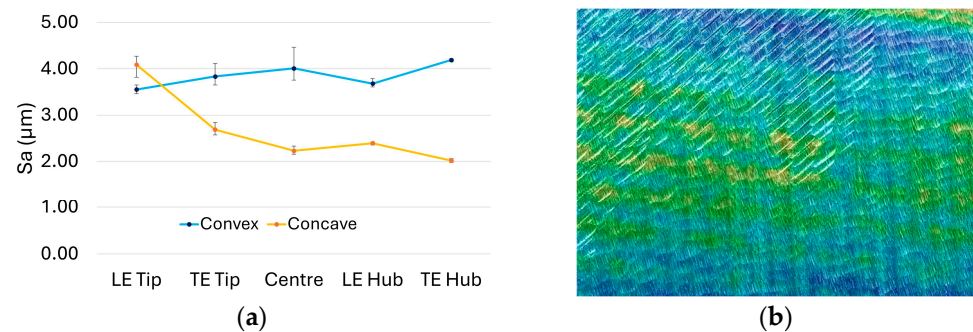 5.00
4.00
3.00
2.00
1.00
0.00
Sa (µm)
Convex Concave
LE Tip TE Tip Centre LE Hub TE Hub
(a) (b)